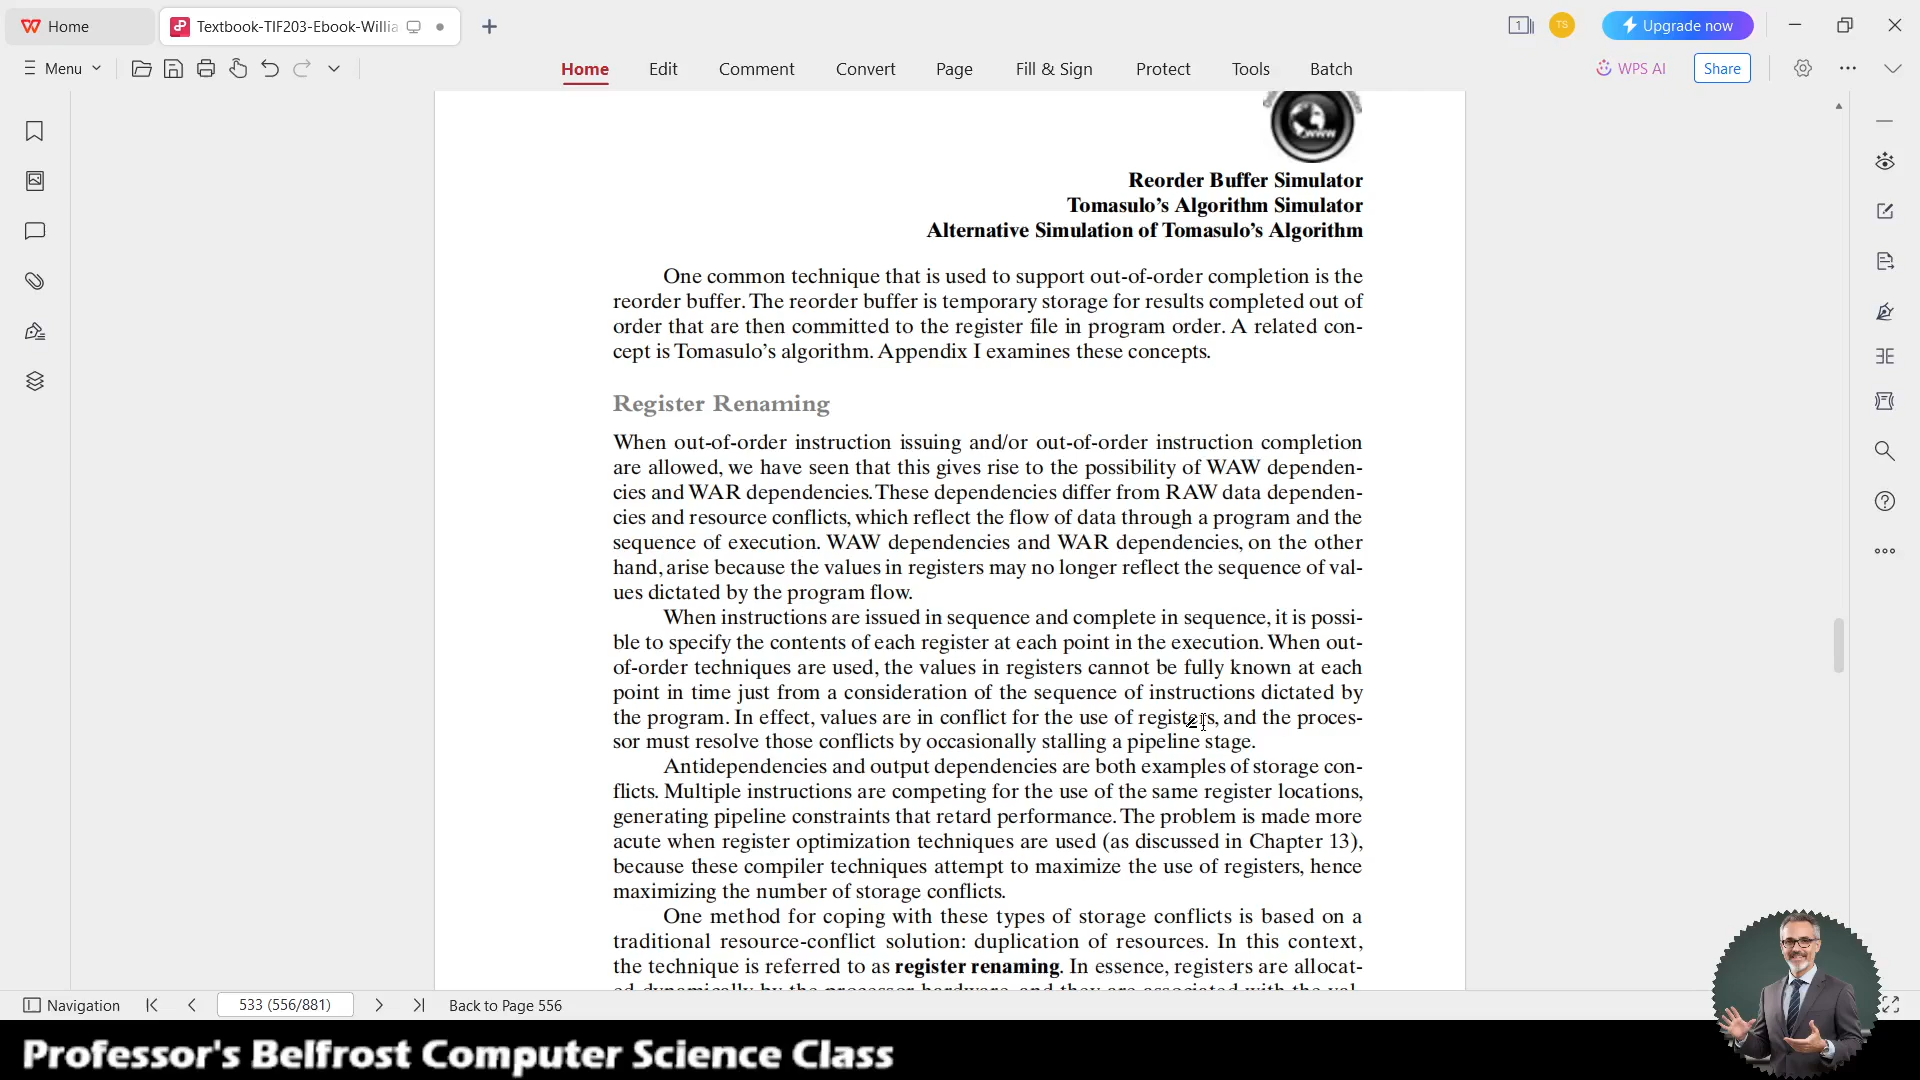 Home
Textbook-TIF203-Ebook-Willia
1
TS
Upgrade now
Menu
Home
Edit
Comment
Convert
Page
Fill & Sign
Protect
Tools
Batch
WPS AI
Share
WWW
Reorder Buffer Simulator
Tomasulo's Algorithm Simulator
Alternative Simulation of Tomasulo's Algorithm
One common technique that is used to support out-of-order completion is the
reorder buffer. The reorder buffer is temporary storage for results completed out of
order that are then committed to the register file in program order. A related con-
cept is Tomasulo's algorithm. Appendix I examines these concepts.
Register Renaming
When out-of-order instruction issuing and/or out-of-order instruction completion
are allowed, we have seen that this gives rise to the possibility of WAW dependen-
cies and WAR dependencies. These dependencies differ from RAW data dependen-
cies and resource conflicts, which reflect the flow of data through a program and the
sequence of execution. WAW dependencies and WAR dependencies, on the other
hand, arise because the values in registers may no longer reflect the sequence of val-
ues dictated by the program flow.
When instructions are issued in sequence and complete in sequence, it is possi-
ble to specify the contents of each register at each point in the execution. When out-
of-order techniques are used, the values in registers cannot be fully known at each
point in time just from a consideration of the sequence of instructions dictated by
the program. In effect, values are in conflict for the use of registers, and the proces-
sor must resolve those conflicts by occasionally stalling a pipeline stage.
Antidependencies and output dependencies are both examples of storage con-
flicts. Multiple instructions are competing for the use of the same register locations,
generating pipeline constraints that retard performance. The problem is made more
acute when register optimization techniques are used (as discussed in Chapter 13),
because these compiler techniques attempt to maximize the use of registers, hence
maximizing the number of storage conflicts.
One method for coping with these types of storage conflicts is based on a
traditional resource-conflict solution: duplication of resources. In this context,
the technique is referred to as register renaming. In essence, registers are allocat-
ed dynamically by the processor hardware, and they are associated with the val-
Navigation
533 (556/881)
Back to Page 556
Professor's Belfrost Computer Science Class